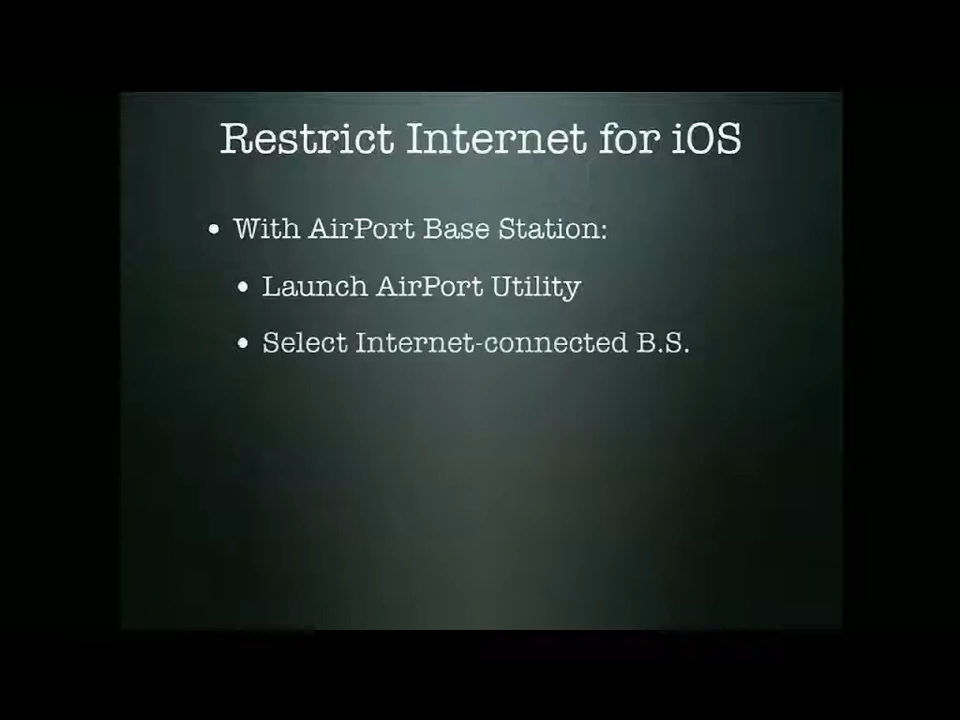 Restrict Internet for iOS
• With AirPort Base Station:
• Launch AirPort Utility
• Select Internet-connected B.S.